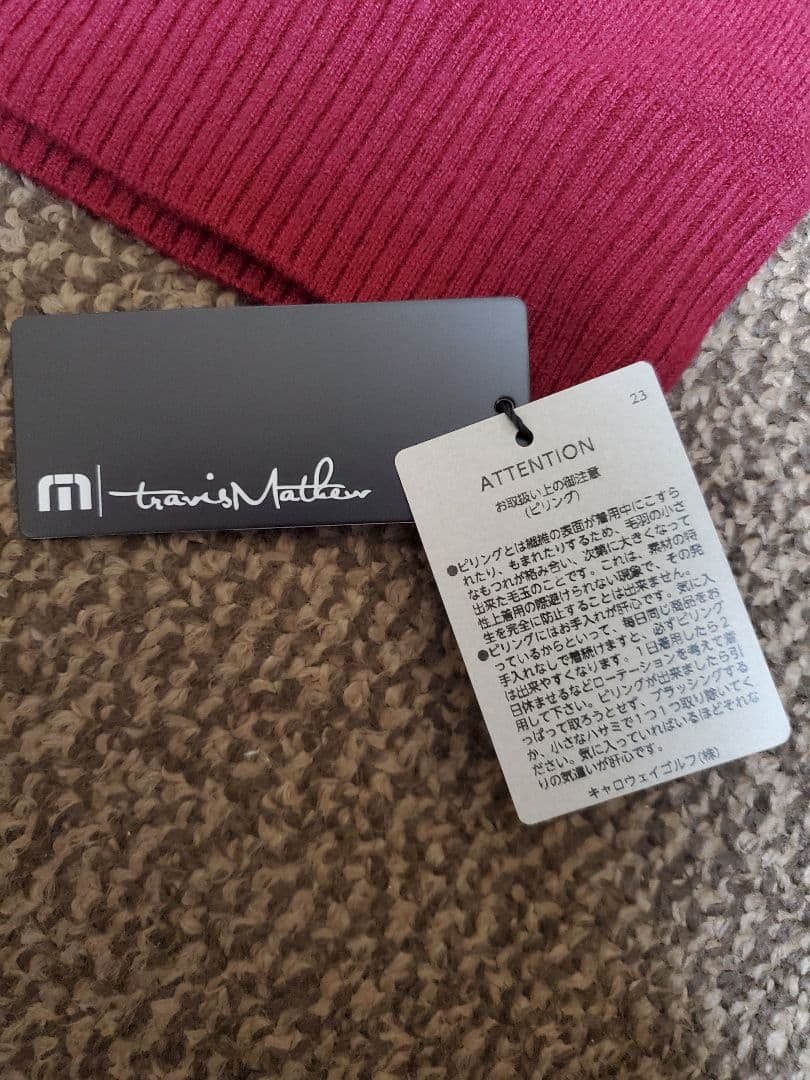 travisMathew
23
ATTENTION
お取扱い上の御注意
(ピリング)
●ピリングとは繊維の表面が着用中にこすら
れたり、もまれたりするため、毛羽の小さ
なもつれが絡み合い、次第に大きくなって
出来た毛玉のことです。これは、素材の特
性上着用の際避けられない現象で、その発
生を完全に防止することは出来ません。
●ピリングにはお手入れが肝心です。気に入
っているからといって、毎日同じ商品をお
手入れなしで着続けますと、必ずピリング
は出来やすくなります。1日着用したら2
日休ませるなどローテーションを考えて着
用して下さい。ピリングが出来ましたら引
っぱって取ろうとせず、ブラッシングする
か、小さなハサミで1つ1つ取り除いてく
ださい。気に入っていればいるほどそれな
りの気遣いが肝心です。
キャロウェイゴルフ(株)